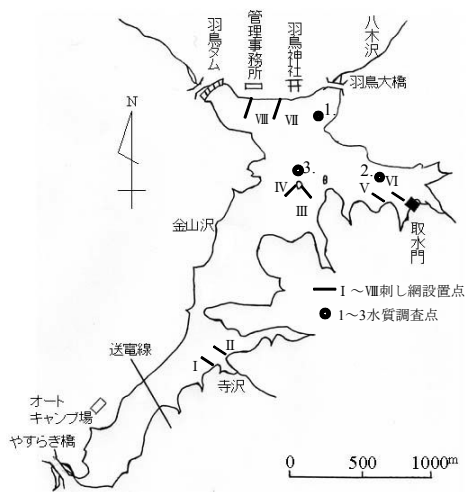 羽鳥ダム
管理事務所
羽鳥神社
八木沢
羽鳥大橋
N
Ⅷ
Ⅶ
1.
3.
2.
Ⅳ
Ⅲ
Ⅴ
Ⅵ
取水門
金山沢
Ⅰ～Ⅷ刺し網設置点
1～3水質調査点
送電線
Ⅱ
Ⅰ
寺沢
オート
キャンプ場
やすらぎ橋
0 500 1000m